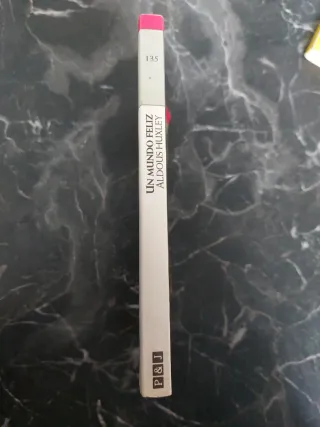 135
UN MUNDO FELIZ
ALDOUS HUXLEY
P & J